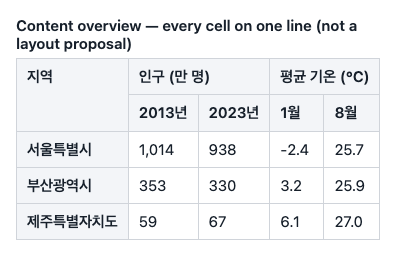 Content overview — every cell on one line (not a
layout proposal)
지역 인구 (만 명) 평균 기온 (°C)
2013년 2023년 1월 8월
서울특별시 1,014 938 -2.4 25.7
부산광역시 353 330 3.2 25.9
제주특별자치도 59 67 6.1 27.0